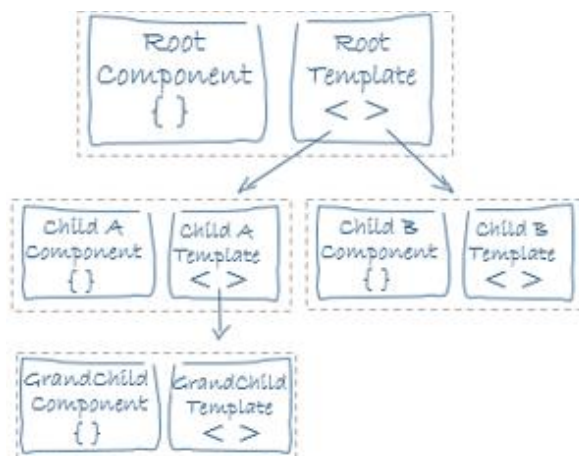 Root
Component
{ }
Root
Template
< >
Child A
Component
{ }
Child A
Template
< >
Child B
Component
{ }
Child B
Template
< >
GrandChild
Component
{ }
GrandChild
Template
< >